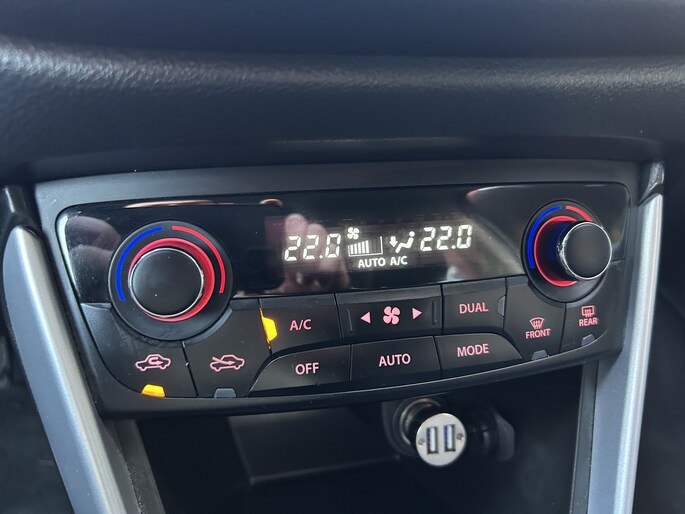 22.0 22.0
AUTO A/C
A/C
DUAL
FRONT
REAR
OFF
AUTO
MODE